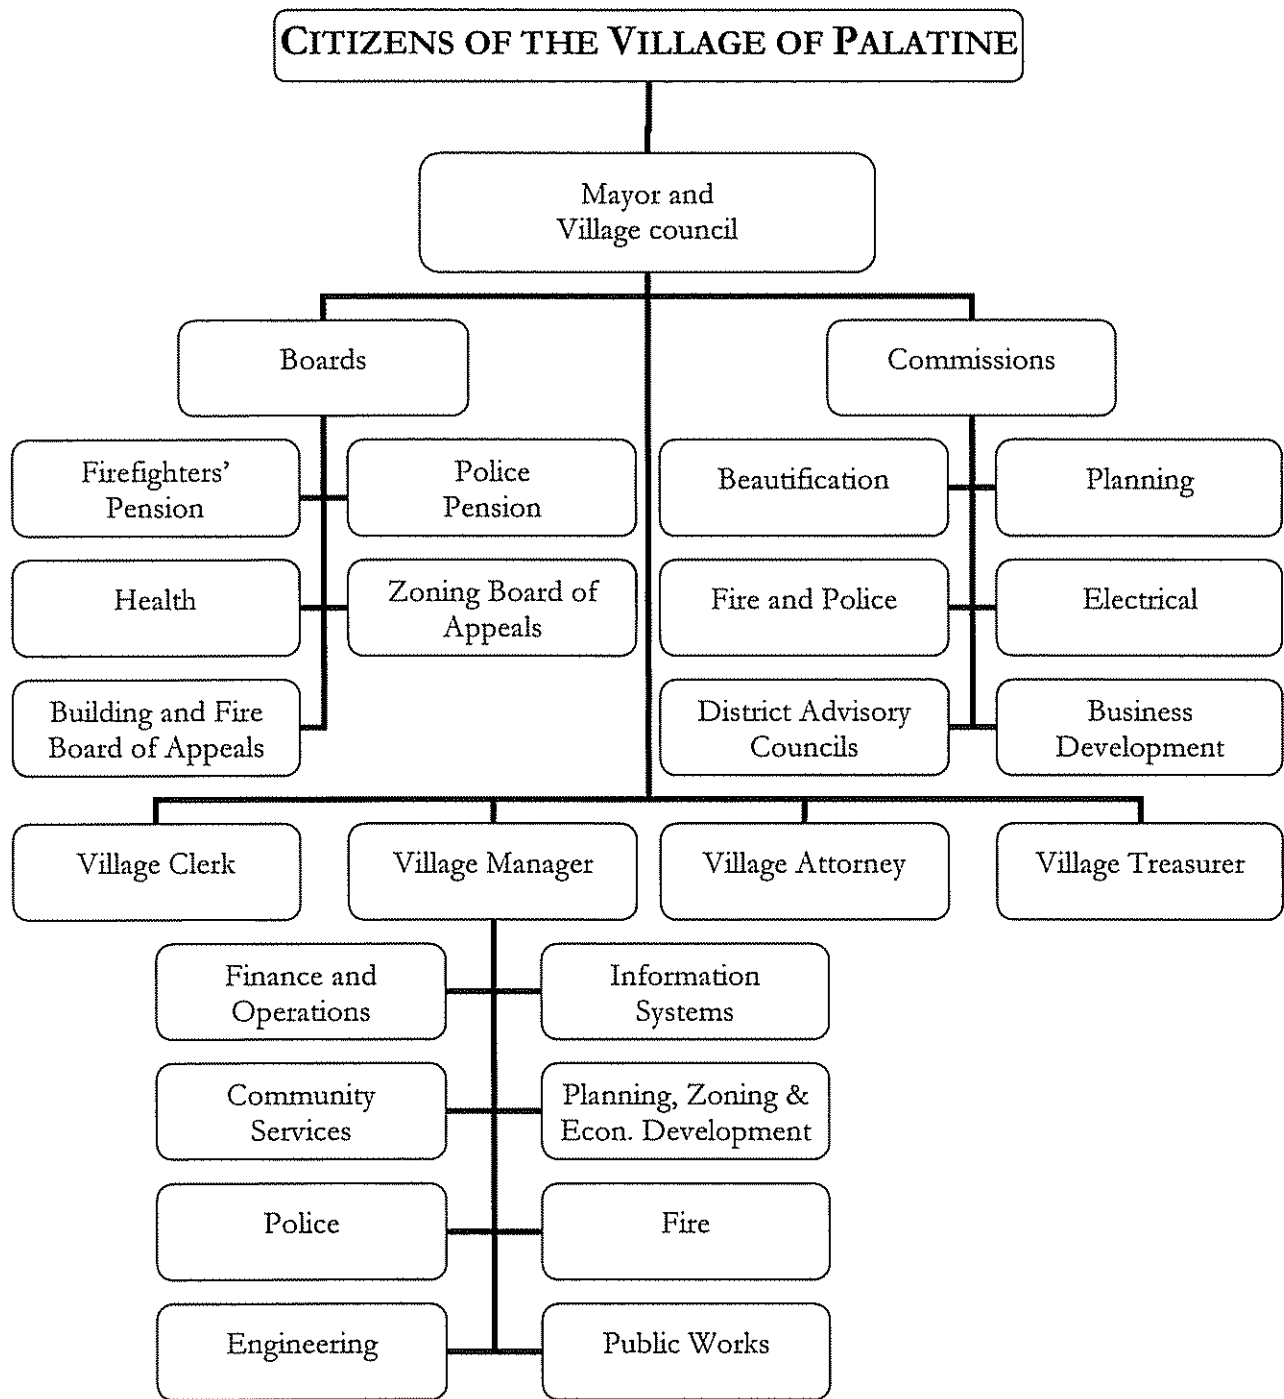 CITIZENS OF THE VILLAGE OF PALATINE
Mayor and
Village council
Boards
Commissions
Firefighters’
Pension
Police
Pension
Beautification
Planning
Health
Zoning Board of
Appeals
Fire and Police
Electrical
Building and Fire
Board of Appeals
District Advisory
Councils
Business
Development
Village Clerk
Village Manager
Village Attorney
Village Treasurer
Finance and
Operations
Information
Systems
Community
Services
Planning, Zoning &
Econ. Development
Police
Fire
Engineering
Public Works